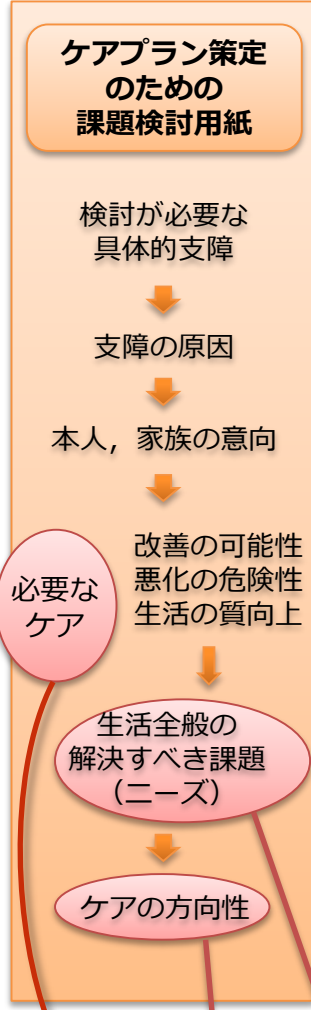 ケアプラン策定
のための
課題検討用紙
検討が必要な
具体的支障
支障の原因
本人，家族の意向
改善の可能性
悪化の危険性
生活の質向上
必要な
ケア
生活全般の
解決すべき課題
（ニーズ）
ケアの方向性